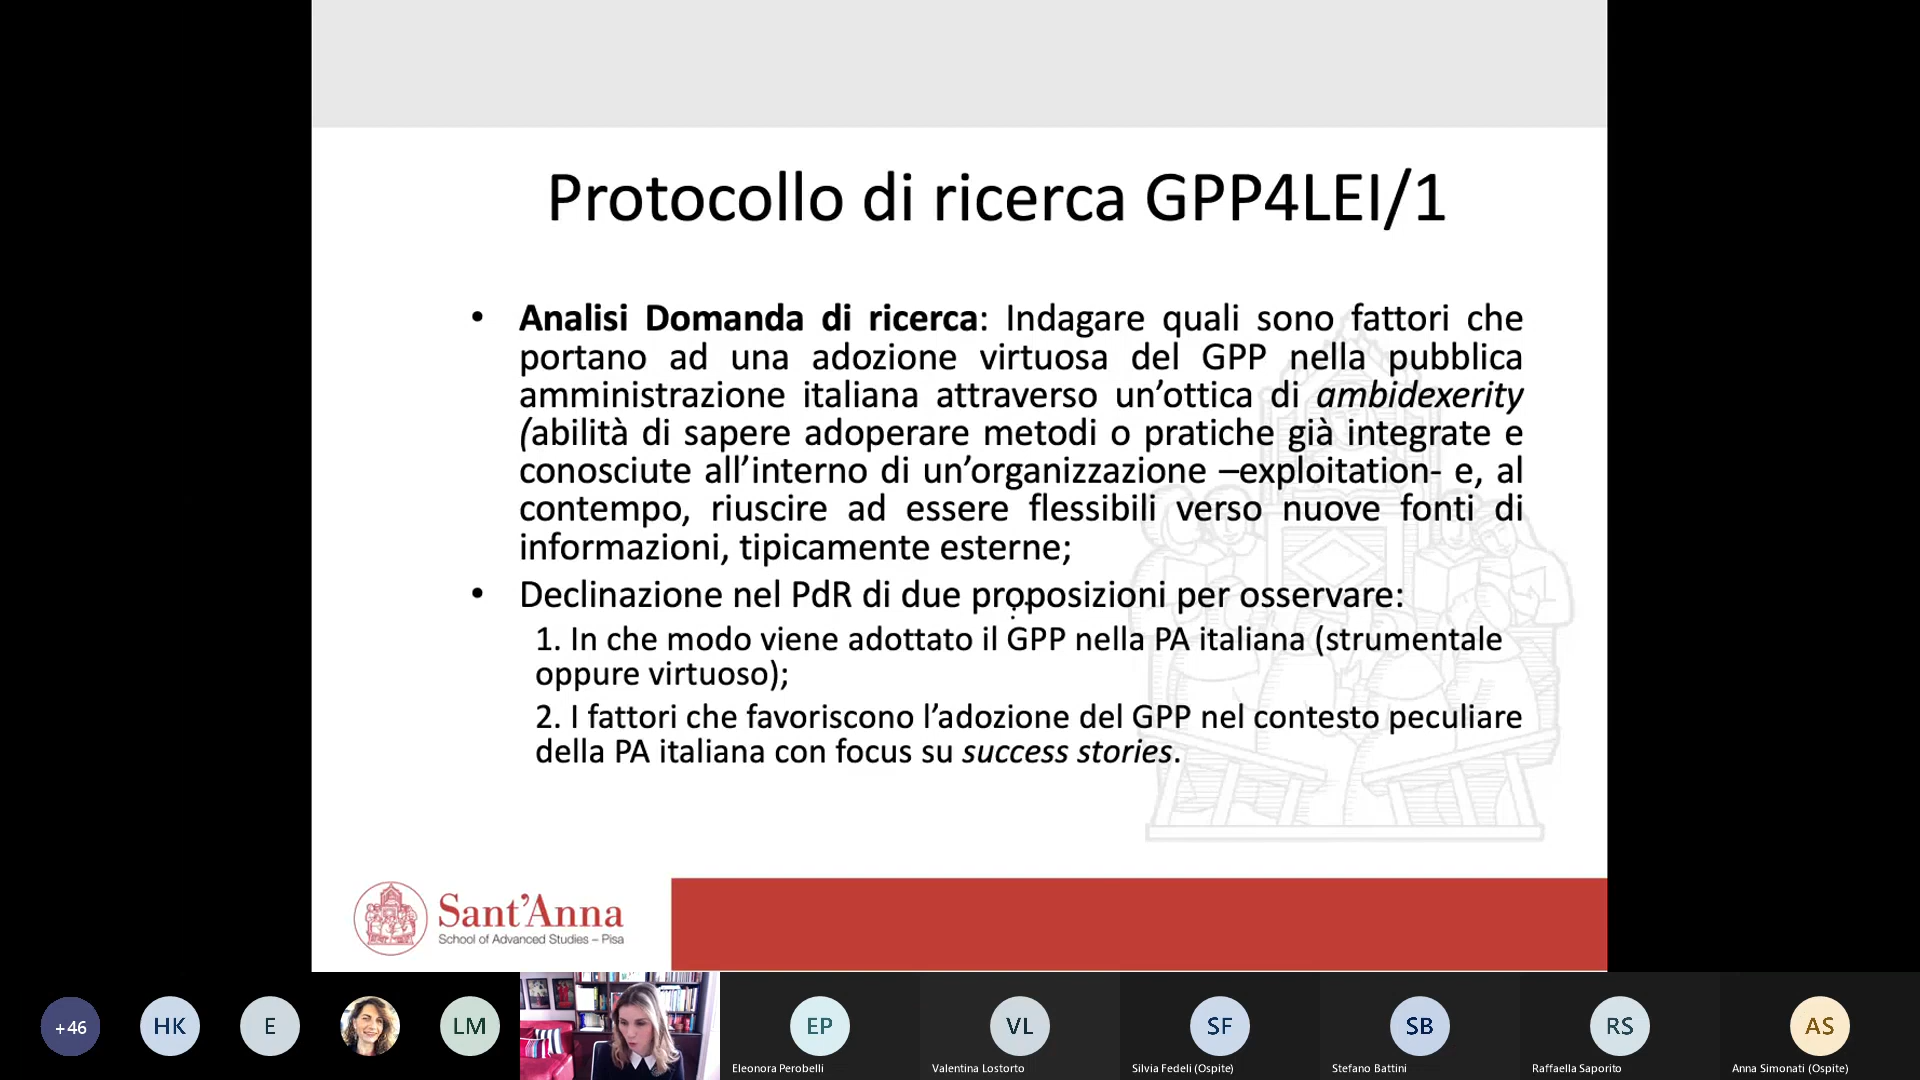 Protocollo di ricerca GPP4LEI/1
• Analisi Domanda di ricerca: Indagare quali sono fattori che
portano ad una adozione virtuosa del GPP nella pubblica
amministrazione italiana attraverso un’ottica di ambidexerity
(abilità di sapere adoperare metodi o pratiche già integrate e
conosciute all’interno di un’organizzazione –exploitation- e, al
contempo, riuscire ad essere flessibili verso nuove fonti di
informazioni, tipicamente esterne;
• Declinazione nel PdR di due proposizioni per osservare:
1. In che modo viene adottato il GPP nella PA italiana (strumentale
oppure virtuoso);
2. I fattori che favoriscono l’adozione del GPP nel contesto peculiare
della PA italiana con focus su success stories.
Sant’Anna
School of Advanced Studies – Pisa
+46
HK
E
LM
EP
VL
SF
SB
RS
AS
Eleonora Perobelli
Valentina Lostorto
Silvia Fedeli (Ospite)
Stefano Battini
Raffaella Saporito
Anna Simonati (Ospite)